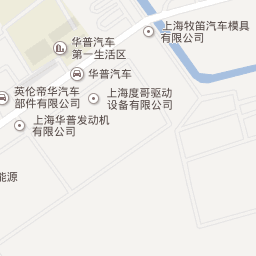 上海牧笛汽车模具
有限公司
华普汽车
第一生活区
华普汽车
英伦帝华汽车
部件有限公司
上海度哥驱动
设备有限公司
上海华普发动机
有限公司
能源